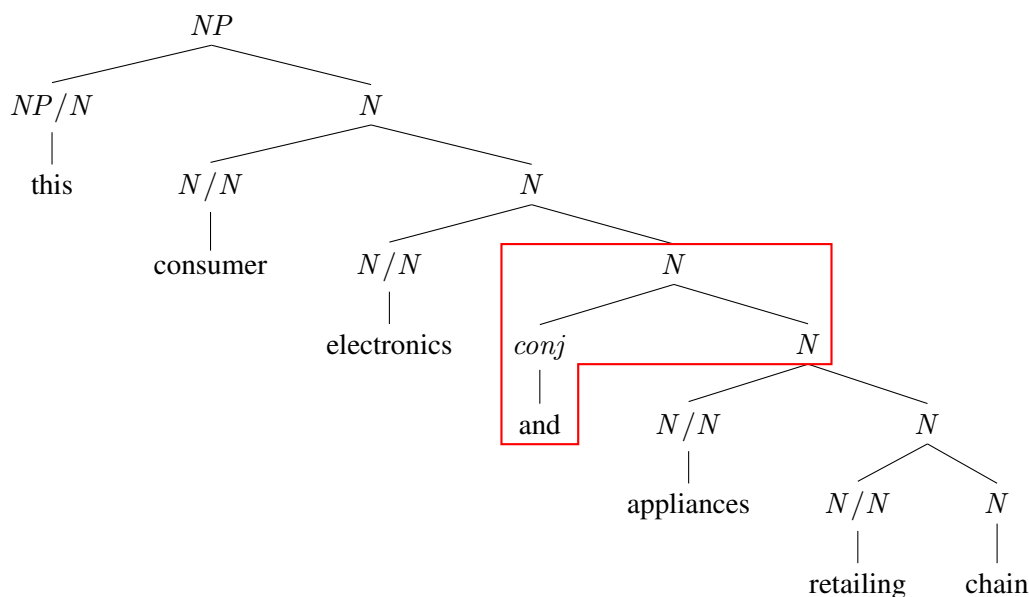 NP
NP/N N
this N/N N
consumer N/N N
electronics conj N
and N/N N
appliances N/N N
retailing chain